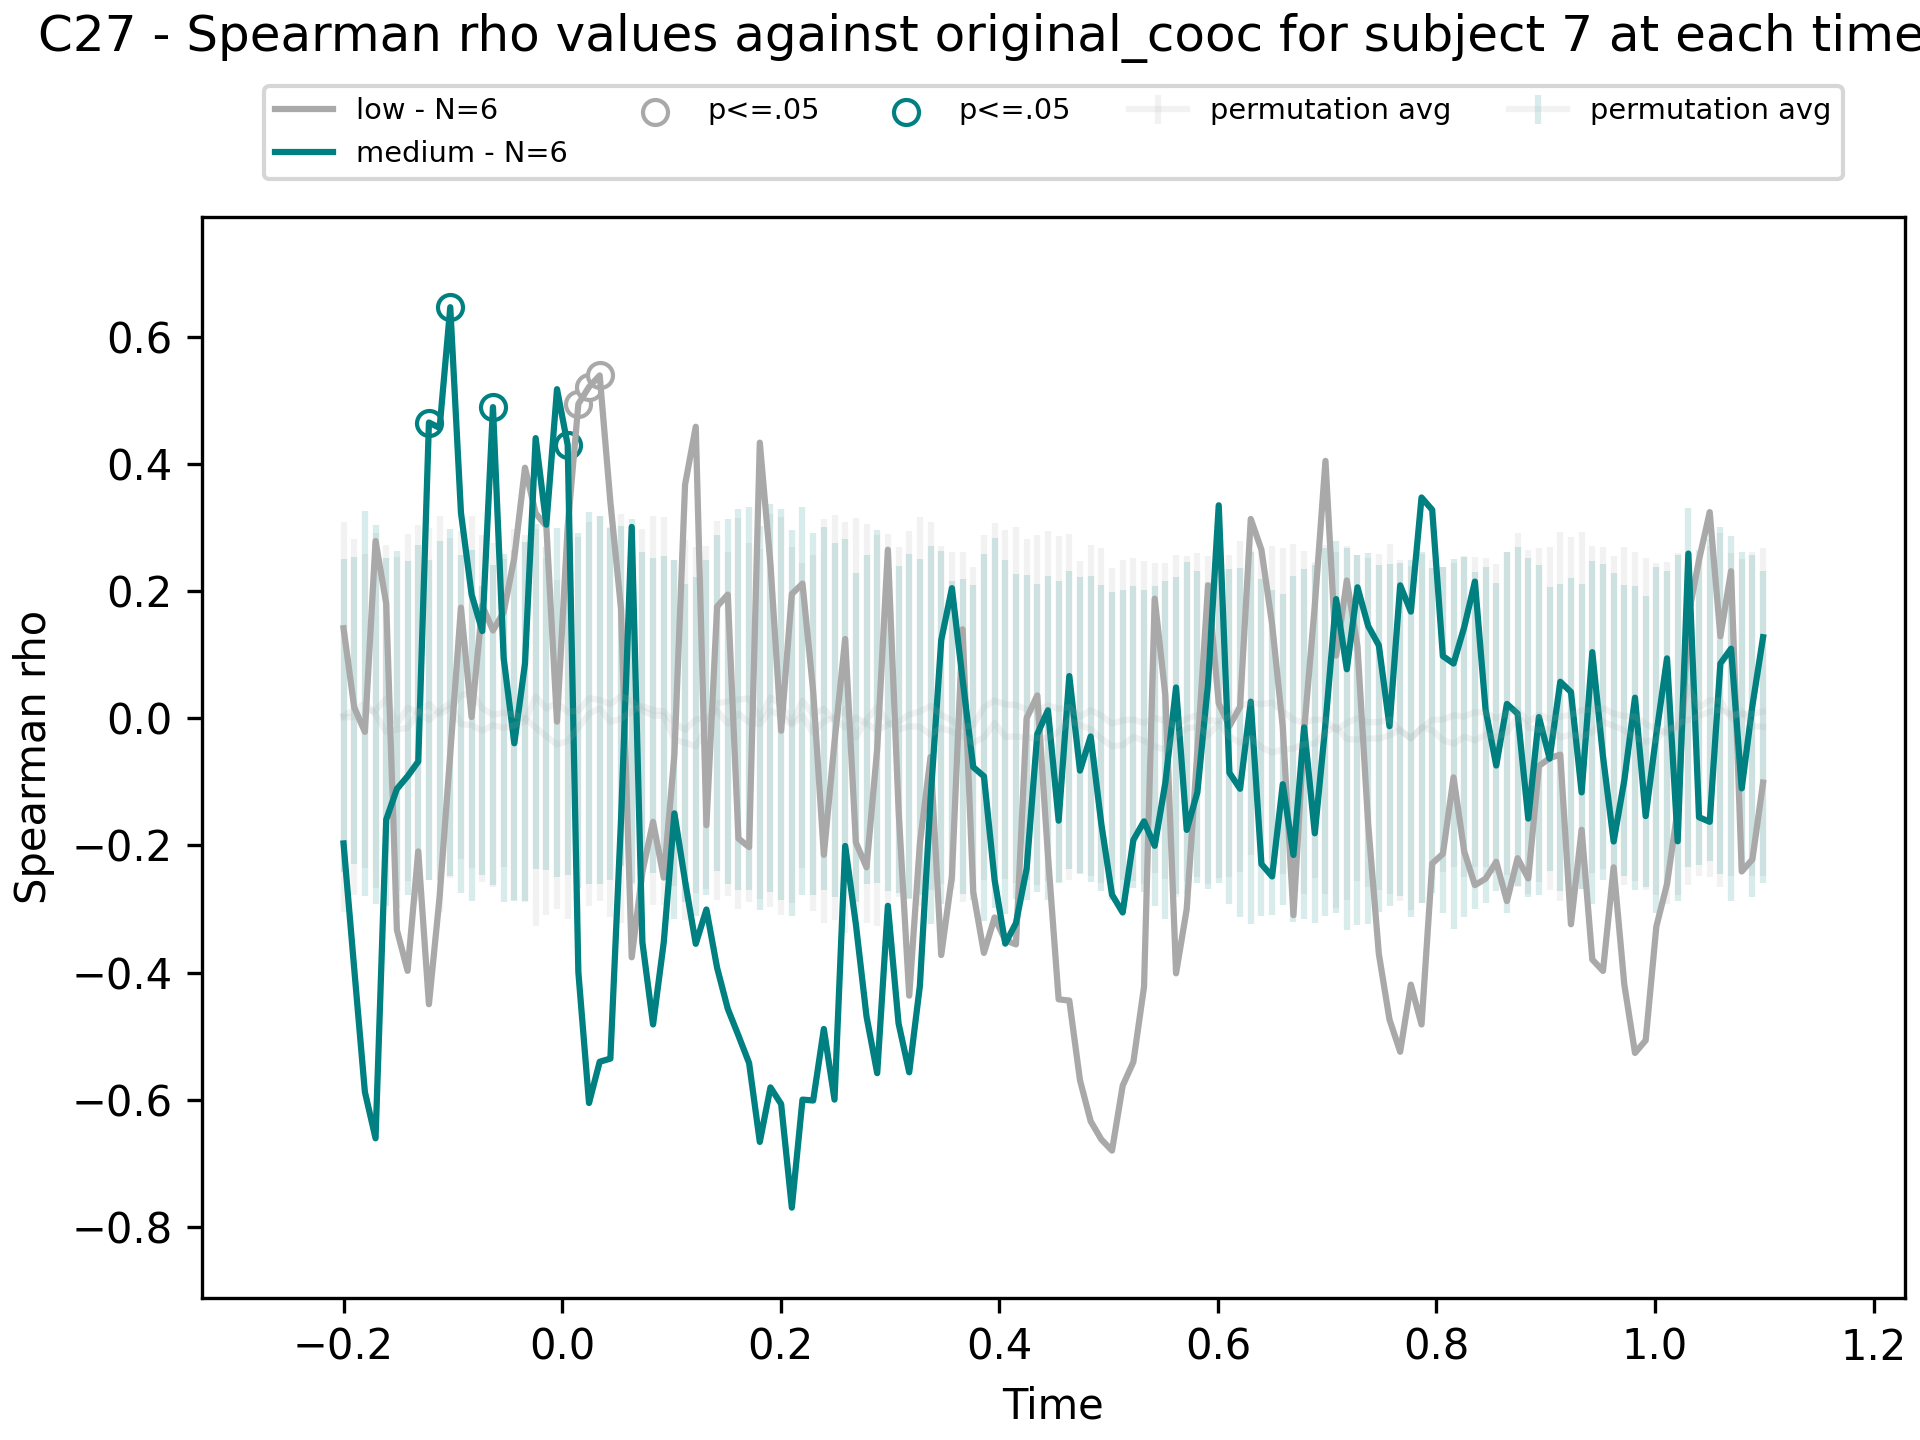 C27 - Spearman rho values against original_cooc for subject 7 at each time
low - N=6
medium - N=6
p<=.05
p<=.05
permutation avg
permutation avg
Spearman rho
0.6
0.4
0.2
0.0
−0.2
−0.4
−0.6
−0.8
−0.2
0.0
0.2
0.4
0.6
0.8
1.0
1.2
Time